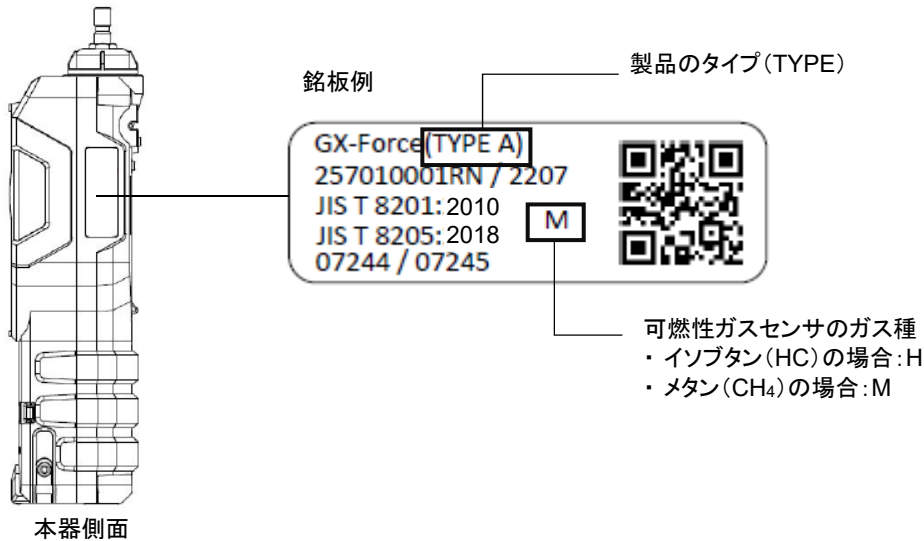 製品のタイプ（TYPE）
銘板例
GX-Force(TYPE A)
257010001RN / 2207
JIS T 8201: 2010
M
JIS T 8205: 2018
07244 / 07245
可燃性ガスセンサのガス種
・ イソブタン（HC）の場合：H
・ メタン（CH₄）の場合：M
本器側面